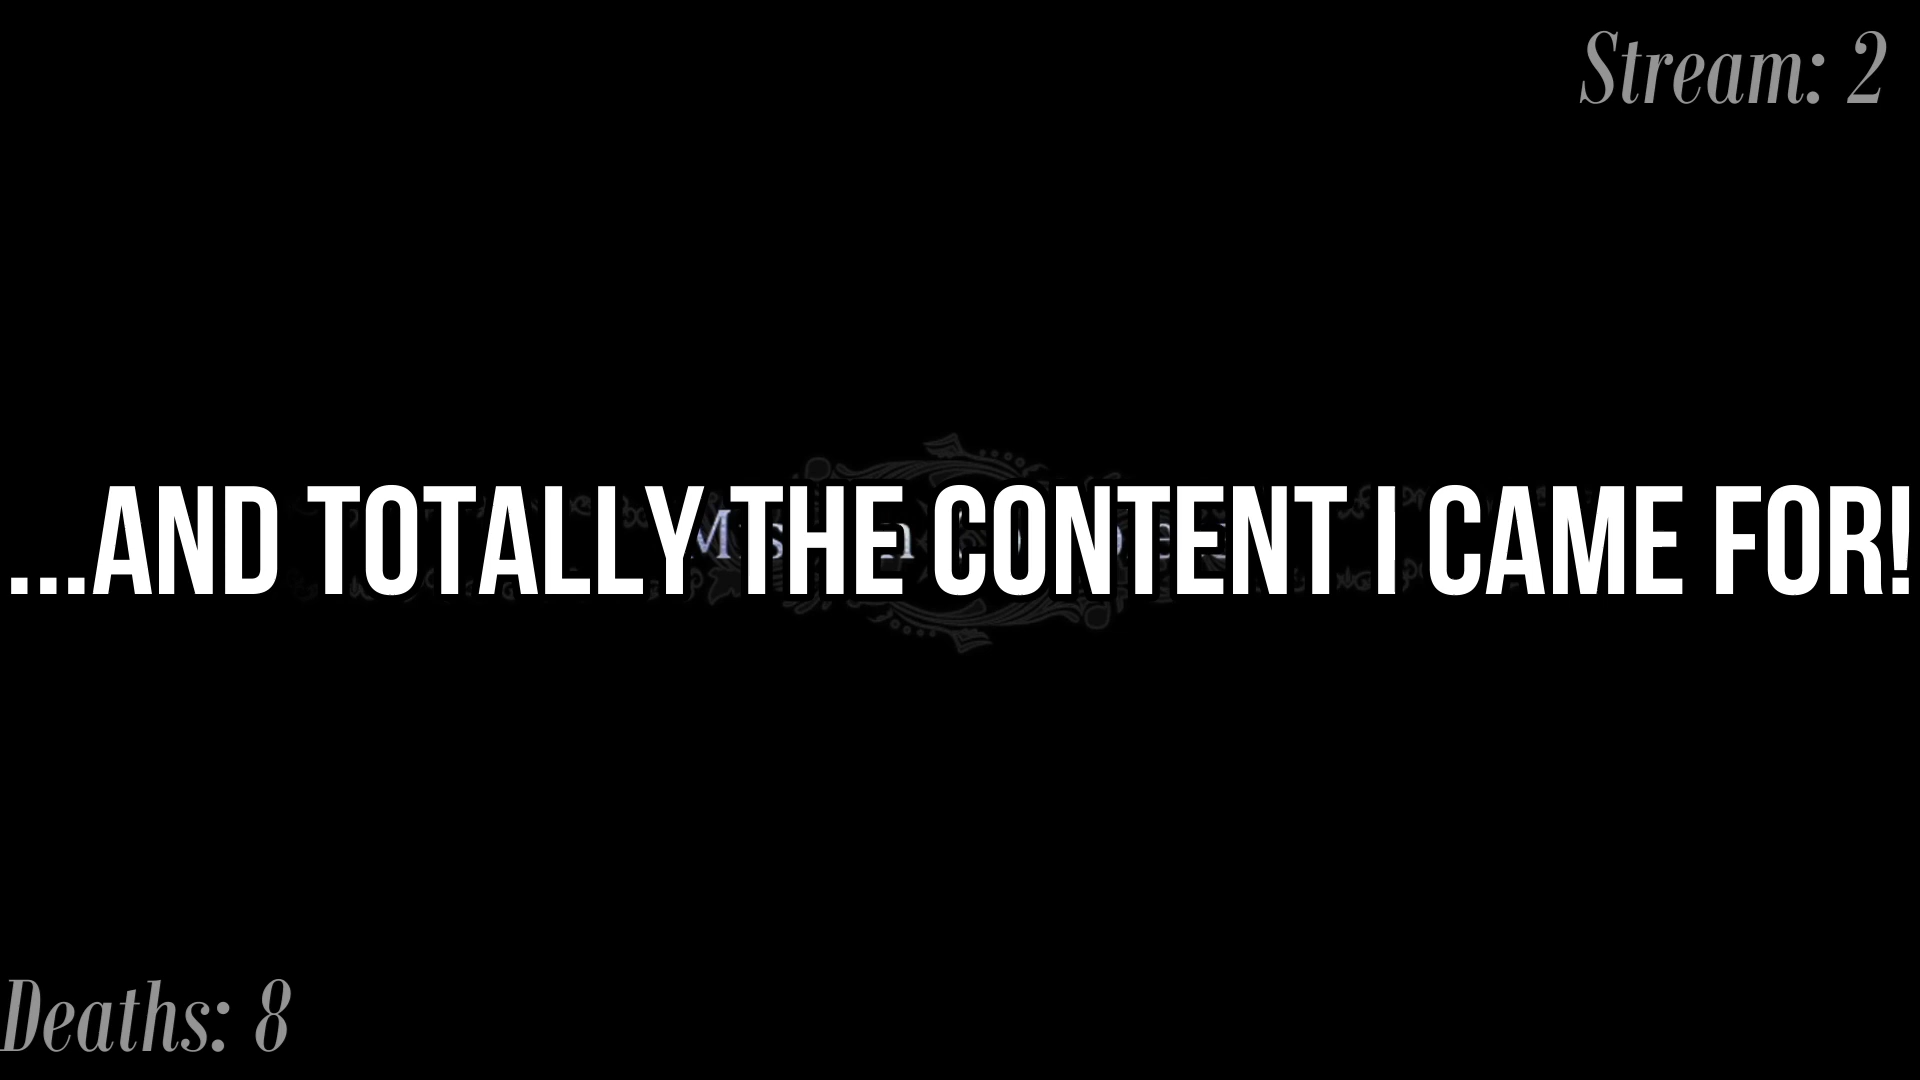 Stream: 2
...AND TOTALLY THE CONTENT I CAME FOR!
Deaths: 8